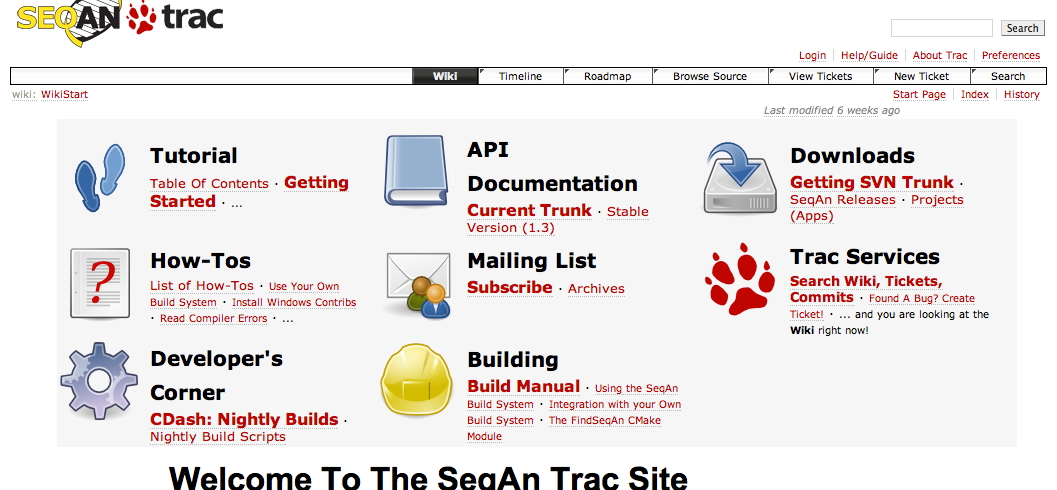 SEQAN trac
Search
Login Help/Guide About Trac Preferences
Wiki Timeline Roadmap Browse Source View Tickets New Ticket Search
wiki: WikiStart
Start Page Index History
Last modified 6 weeks ago
Tutorial
Table Of Contents · Getting
Started · ...
API
Documentation
Current Trunk · Stable
Version (1.3)
Downloads
Getting SVN Trunk ·
SeqAn Releases · Projects
(Apps)
How-Tos
List of How-Tos · Use Your Own
Build System · Install Windows Contribs
· Read Compiler Errors · ...
Mailing List
Subscribe · Archives
Trac Services
Search Wiki, Tickets,
Commits · Found A Bug? Create
Ticket! · ... and you are looking at the
Wiki right now!
Developer's
Corner
CDash: Nightly Builds ·
Nightly Build Scripts
Building
Build Manual · Using the SeqAn
Build System · Integration with your Own
Build System · The FindSeqAn CMake
Module
Welcome To The SeqAn Trac Site